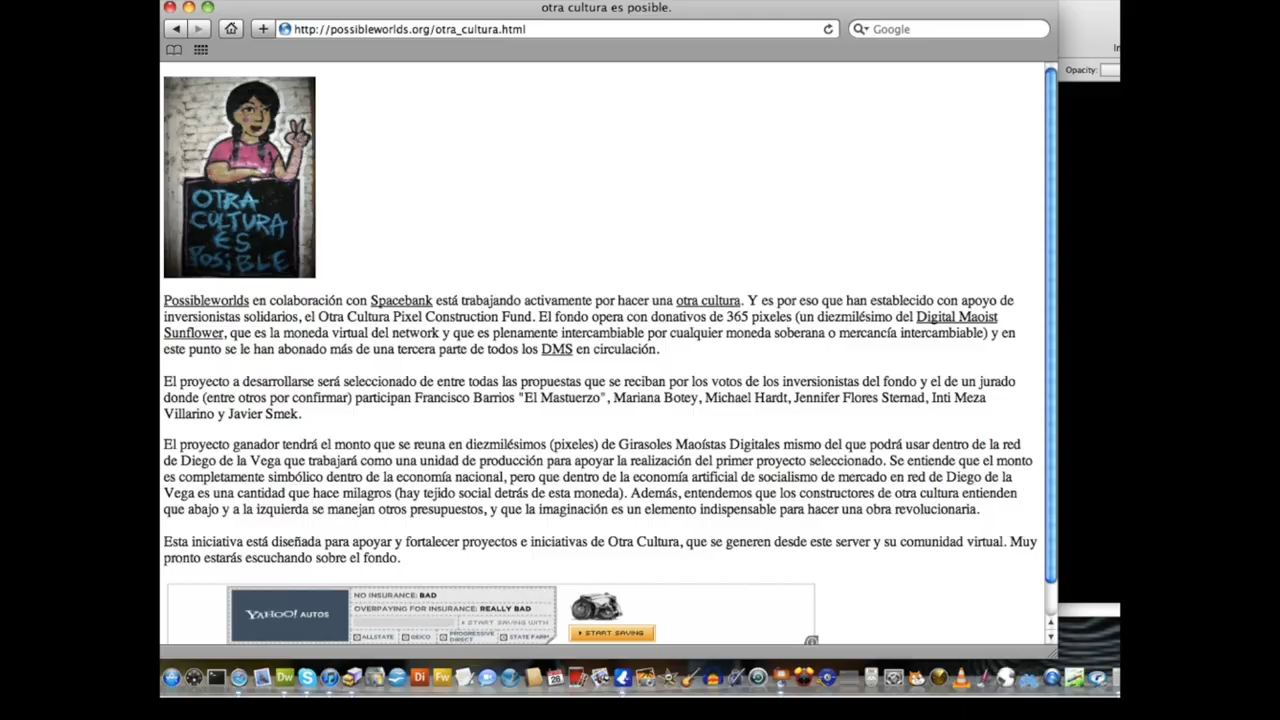 otra cultura es posible.
http://possibleworlds.org/otra_cultura.html
Google
Opacity:
OTRA
CULTURA
ES
POSiBLE
Possibleworlds en colaboración con Spacebank está trabajando activamente por hacer una otra cultura. Y es por eso que han establecido con apoyo de
inversionistas solidarios, el Otra Cultura Pixel Construction Fund. El fondo opera con donativos de 365 pixeles (un diezmilésimo del Digital Maoist
Sunflower, que es la moneda virtual del network y que es plenamente intercambiable por cualquier moneda soberana o mercancía intercambiable) y en
este punto se le han abonado más de una tercera parte de todos los DMS en circulación.
El proyecto a desarrollarse será seleccionado de entre todas las propuestas que se reciban por los votos de los inversionistas del fondo y el de un jurado
donde (entre otros por confirmar) participan Francisco Barrios "El Mastuerzo", Mariana Botey, Michael Hardt, Jennifer Flores Sternad, Inti Meza
Villarino y Javier Smek.
El proyecto ganador tendrá el monto que se reuna en diezmilésimos (pixeles) de Girasoles Maoístas Digitales mismo del que podrá usar dentro de la red
de Diego de la Vega que trabajará como una unidad de producción para apoyar la realización del primer proyecto seleccionado. Se entiende que el monto
es completamente simbólico dentro de la economía nacional, pero que dentro de la economía artificial de socialismo de mercado en red de Diego de la
Vega es una cantidad que hace milagros (hay tejido social detrás de esta moneda). Además, entendemos que los constructores de otra cultura entienden
que abajo y a la izquierda se manejan otros presupuestos, y que la imaginación es un elemento indispensable para hacer una obra revolucionaria.
Esta iniciativa está diseñada para apoyar y fortalecer proyectos e iniciativas de Otra Cultura, que se generen desde este server y su comunidad virtual. Muy
pronto estarás escuchando sobre el fondo.
YAHOO! AUTOS
NO INSURANCE: BAD
OVERPAYING FOR INSURANCE: REALLY BAD
START SAVING WITH
ALLSTATE GEICO PROGRESSIVE DIRECT STATE FARM
START SAVING
Dw
Di
Fw